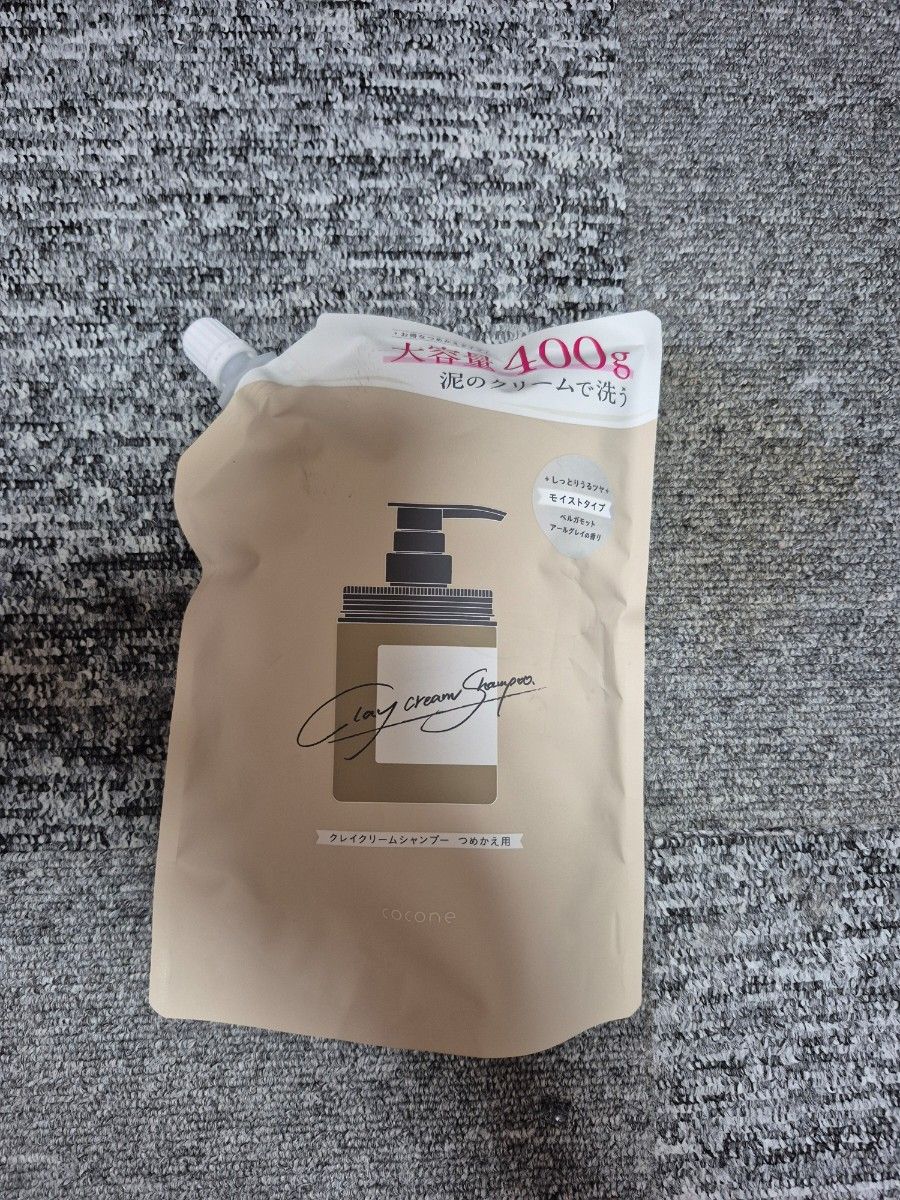 大容量400g
泥のクリームで洗う
+しっとりうるツヤ+
モイストタイプ
ベルガモット
アールグレイの香り
Clay cream Shampoo.
クレイクリームシャンプー つめかえ用
cocone